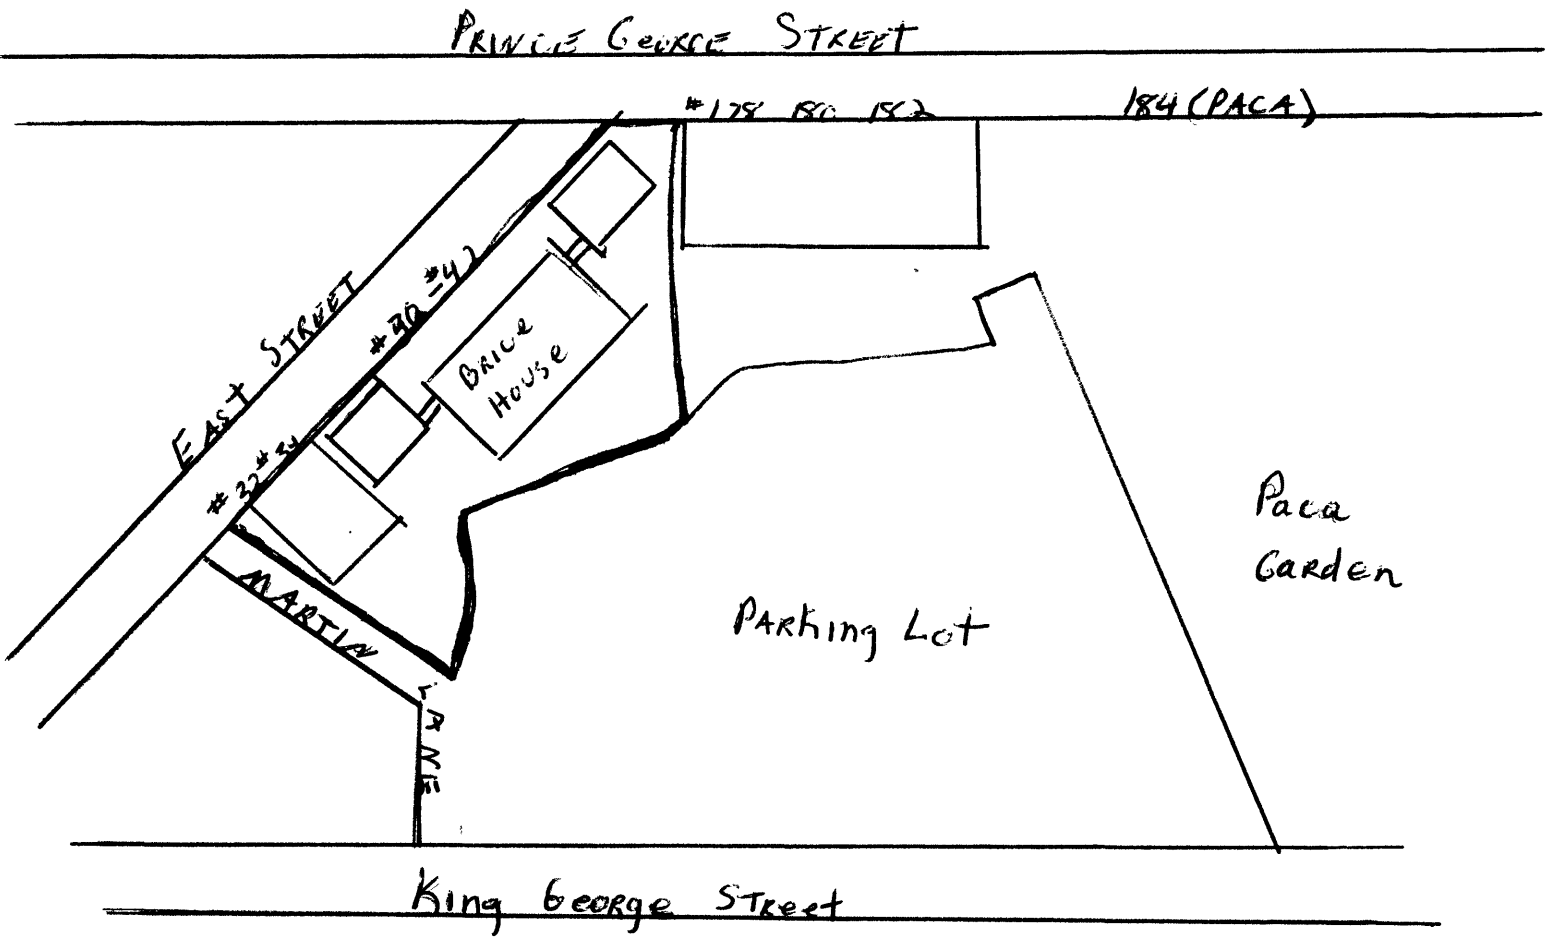 PRINCE GEORGE STREET
#178 180 182 184 (PACA)
EAST STREET
#42
BRICE
HOUSE
#32 #34
MARTIN
LANE
Paca
Garden
Parking Lot
King George Street